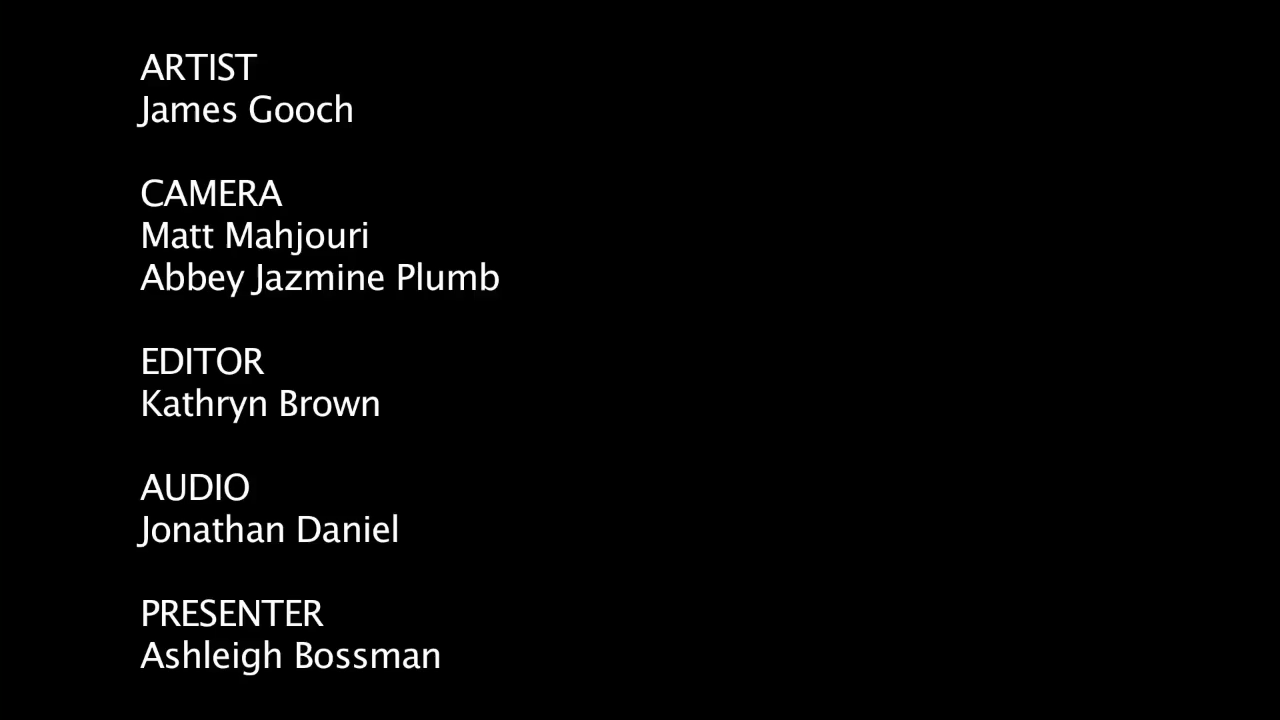 ARTIST
James Gooch
CAMERA
Matt Mahjouri
Abbey Jazmine Plumb
EDITOR
Kathryn Brown
AUDIO
Jonathan Daniel
PRESENTER
Ashleigh Bossman